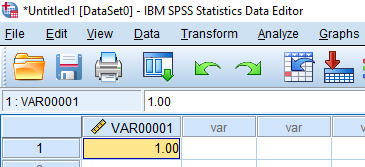 *Untitled1 [DataSet0] - IBM SPSS Statistics Data Editor
File Edit View Data Transform Analyze Graphs
1 : VAR00001 1.00
VAR00001 var var var
1 1.00